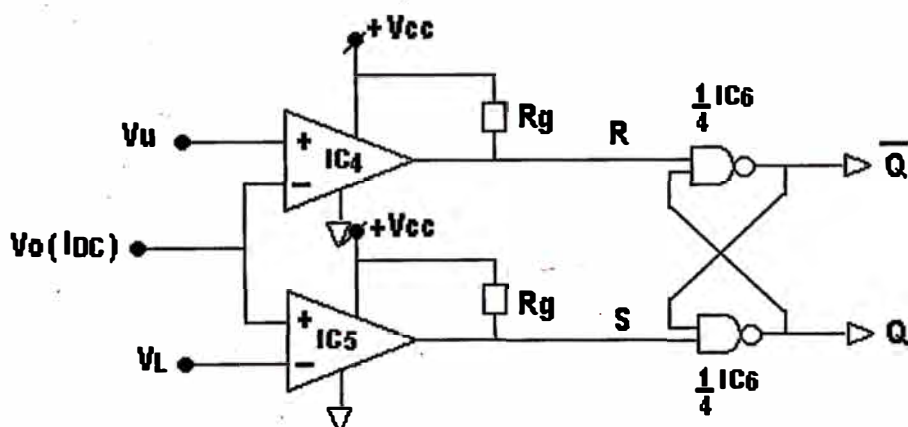 +Vcc
Vu
+
−
IC4
Rg
R
1/4 IC6
Q̅
Vo(IDC)
+Vcc
VL
+
−
IC5
Rg
S
1/4 IC6
Q